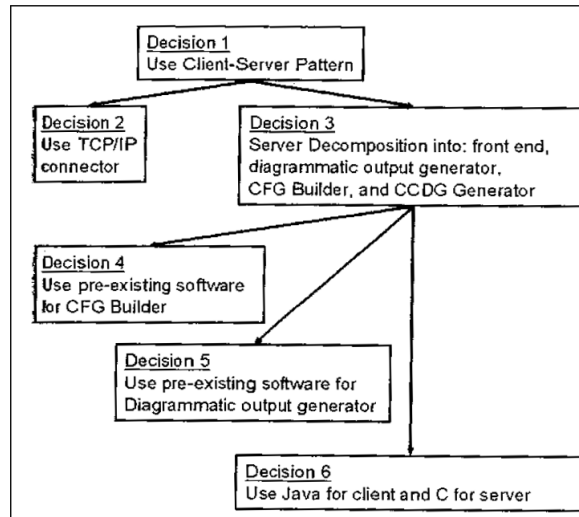 Decision 1
Use Client-Server Pattern
Decision 2
Use TCP/IP
connector
Decision 3
Server Decomposition into: front end,
diagrammatic output generator,
CFG Builder, and CCDG Generator
Decision 4
Use pre-existing software
for CFG Builder
Decision 5
Use pre-existing software for
Diagrammatic output generator
Decision 6
Use Java for client and C for server